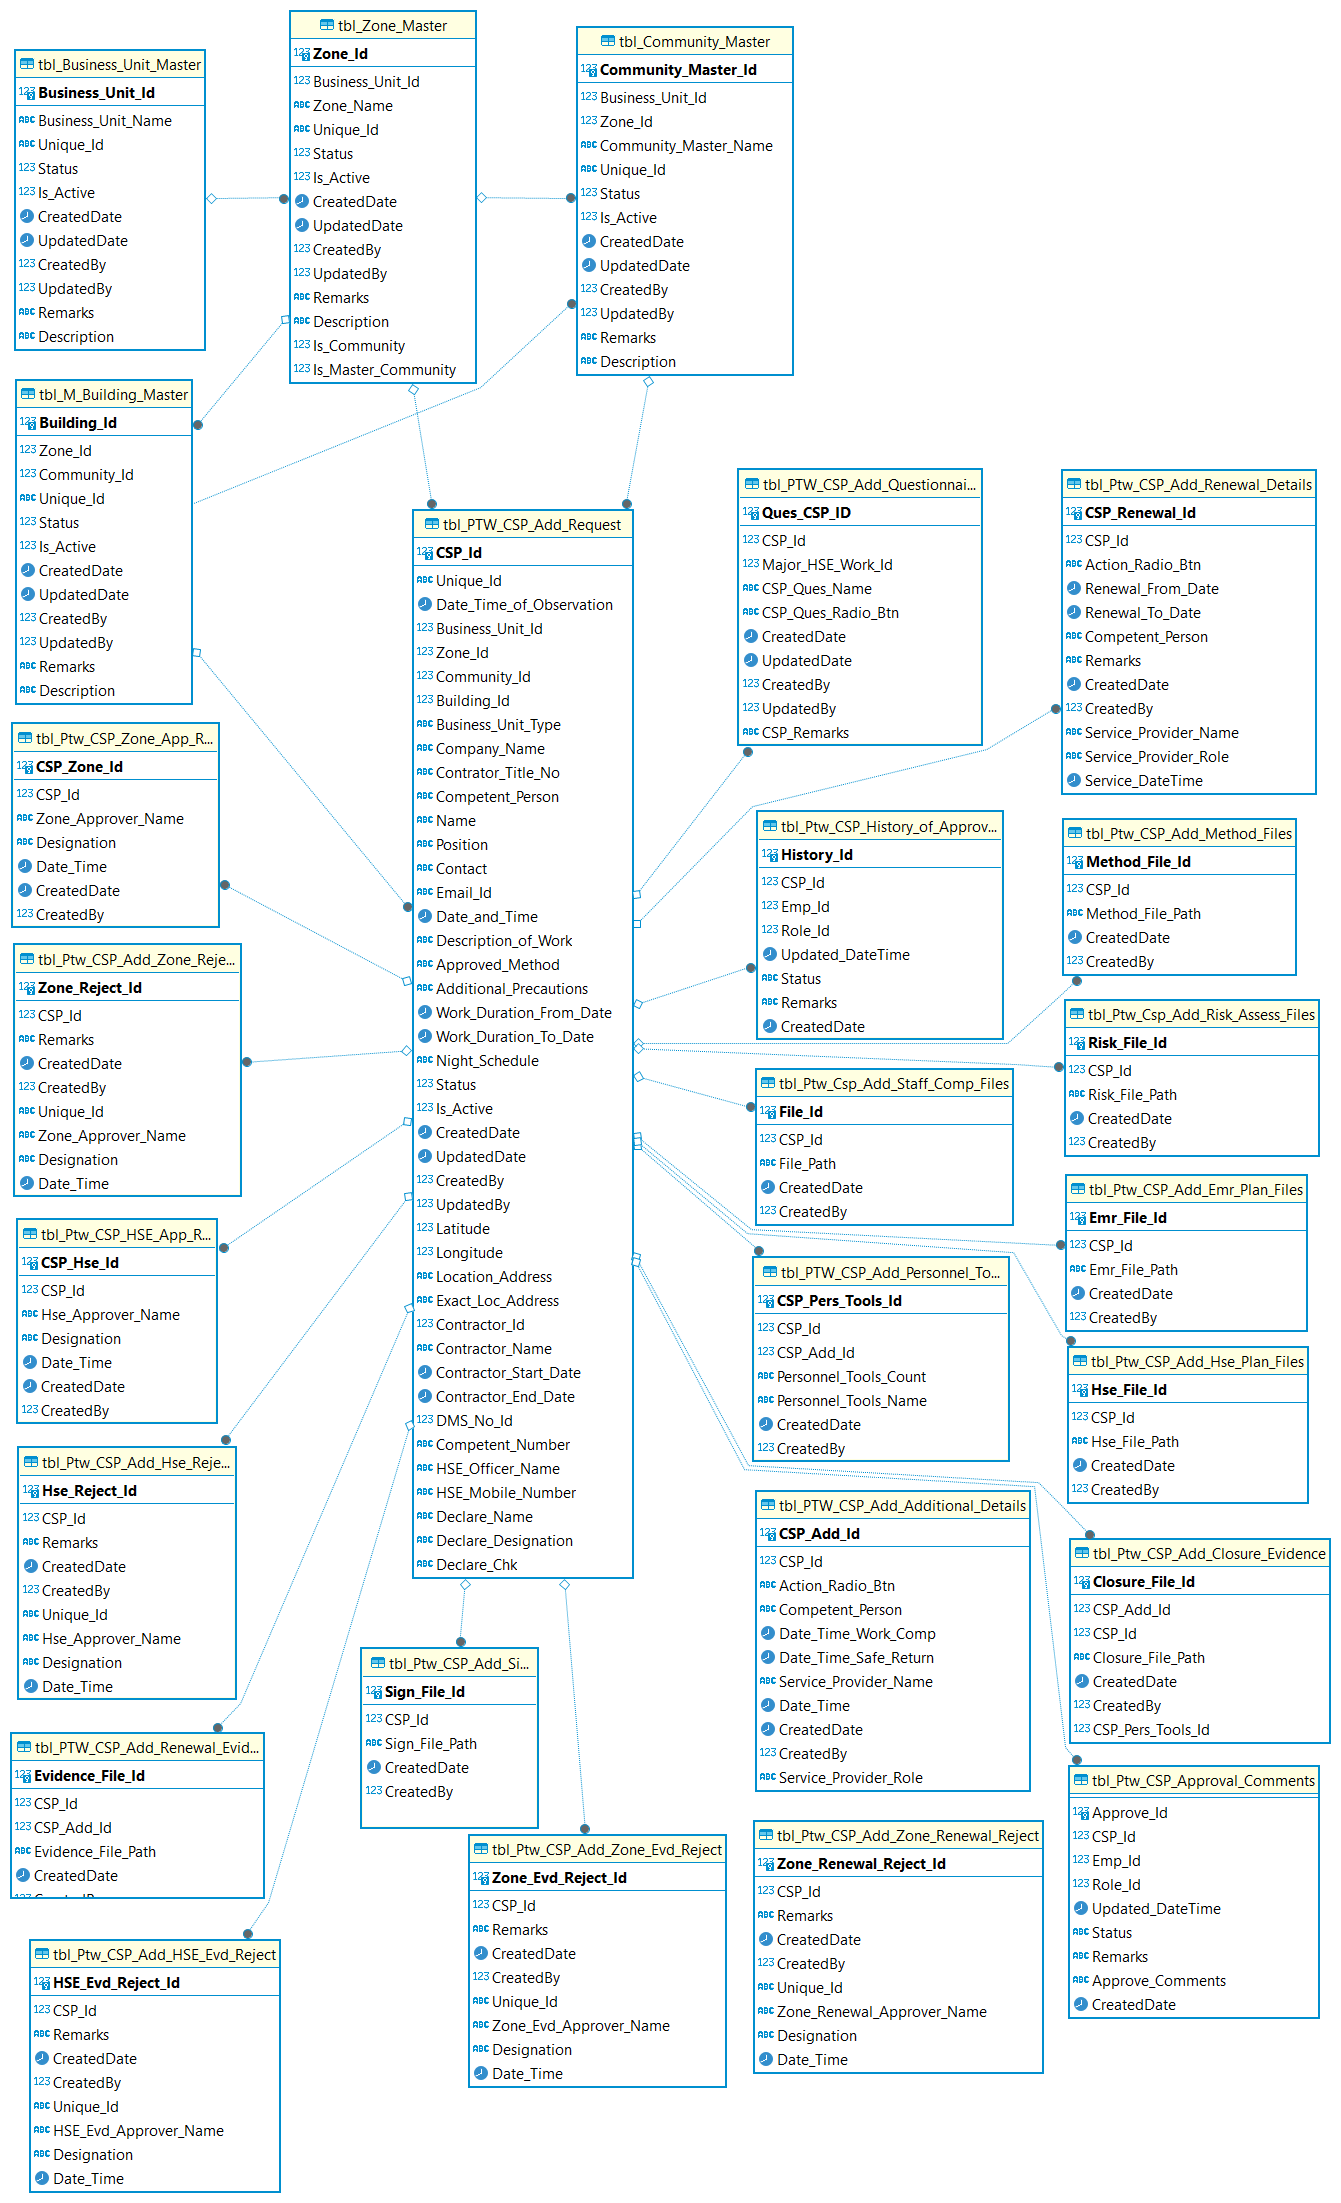 tbl_Business_Unit_Master
Business_Unit_Id
Business_Unit_Name
Unique_Id
Status
Is_Active
CreatedDate
UpdatedDate
CreatedBy
UpdatedBy
Remarks
Description
tbl_Zone_Master
Zone_Id
Business_Unit_Id
Zone_Name
Unique_Id
Status
Is_Active
CreatedDate
UpdatedDate
CreatedBy
UpdatedBy
Remarks
Description
Is_Community
Is_Master_Community
tbl_Community_Master
Community_Master_Id
Business_Unit_Id
Zone_Id
Community_Master_Name
Unique_Id
Status
Is_Active
CreatedDate
UpdatedDate
CreatedBy
UpdatedBy
Remarks
Description
tbl_M_Building_Master
Building_Id
Zone_Id
Community_Id
Unique_Id
Status
Is_Active
CreatedDate
UpdatedDate
CreatedBy
UpdatedBy
Remarks
Description
tbl_PTW_CSP_Add_Request
CSP_Id
Unique_Id
Date_Time_of_Observation
Business_Unit_Id
Zone_Id
Community_Id
Building_Id
Business_Unit_Type
Company_Name
Contrator_Title_No
Competent_Person
Name
Position
Contact
Email_Id
Date_and_Time
Description_of_Work
Approved_Method
Additional_Precautions
Work_Duration_From_Date
Work_Duration_To_Date
Night_Schedule
Status
Is_Active
CreatedDate
UpdatedDate
CreatedBy
UpdatedBy
Latitude
Longitude
Location_Address
Exact_Loc_Address
Contractor_Id
Contractor_Name
Contractor_Start_Date
Contractor_End_Date
DMS_No_Id
Competent_Number
HSE_Officer_Name
HSE_Mobile_Number
Declare_Name
Declare_Designation
Declare_Chk
tbl_PTW_CSP_Add_Questionnai...
Ques_CSP_ID
CSP_Id
Major_HSE_Work_Id
CSP_Ques_Name
CSP_Ques_Radio_Btn
CreatedDate
UpdatedDate
CreatedBy
UpdatedBy
CSP_Remarks
tbl_Ptw_CSP_Add_Renewal_Details
CSP_Renewal_Id
CSP_Id
Action_Radio_Btn
Renewal_From_Date
Renewal_To_Date
Competent_Person
Remarks
CreatedDate
CreatedBy
Service_Provider_Name
Service_Provider_Role
Service_DateTime
tbl_Ptw_CSP_Zone_App_R...
CSP_Zone_Id
CSP_Id
Zone_Approver_Name
Designation
Date_Time
CreatedDate
CreatedBy
tbl_Ptw_CSP_History_of_Approv...
History_Id
CSP_Id
Emp_Id
Role_Id
Updated_DateTime
Status
Remarks
CreatedDate
tbl_Ptw_CSP_Add_Method_Files
Method_File_Id
CSP_Id
Method_File_Path
CreatedDate
CreatedBy
tbl_Ptw_CSP_Add_Zone_Reje...
Zone_Reject_Id
CSP_Id
Remarks
CreatedDate
CreatedBy
Unique_Id
Zone_Approver_Name
Designation
Date_Time
tbl_Ptw_Csp_Add_Risk_Assess_Files
Risk_File_Id
CSP_Id
Risk_File_Path
CreatedDate
CreatedBy
tbl_Ptw_Csp_Add_Staff_Comp_Files
File_Id
CSP_Id
File_Path
CreatedDate
CreatedBy
tbl_Ptw_CSP_Add_Emr_Plan_Files
Emr_File_Id
CSP_Id
Emr_File_Path
CreatedDate
CreatedBy
tbl_Ptw_CSP_HSE_App_R...
CSP_Hse_Id
CSP_Id
Hse_Approver_Name
Designation
Date_Time
CreatedDate
CreatedBy
tbl_PTW_CSP_Add_Personnel_To...
CSP_Pers_Tools_Id
CSP_Id
CSP_Add_Id
Personnel_Tools_Count
Personnel_Tools_Name
CreatedDate
CreatedBy
tbl_Ptw_CSP_Add_Hse_Plan_Files
Hse_File_Id
CSP_Id
Hse_File_Path
CreatedDate
CreatedBy
tbl_Ptw_CSP_Add_Hse_Reje...
Hse_Reject_Id
CSP_Id
Remarks
CreatedDate
CreatedBy
Unique_Id
Hse_Approver_Name
Designation
Date_Time
tbl_PTW_CSP_Add_Additional_Details
CSP_Add_Id
CSP_Id
Action_Radio_Btn
Competent_Person
Date_Time_Work_Comp
Date_Time_Safe_Return
Service_Provider_Name
Date_Time
CreatedDate
CreatedBy
Service_Provider_Role
tbl_Ptw_CSP_Add_Closure_Evidence
Closure_File_Id
CSP_Add_Id
CSP_Id
Closure_File_Path
CreatedDate
CreatedBy
CSP_Pers_Tools_Id
tbl_Ptw_CSP_Add_Si...
Sign_File_Id
CSP_Id
Sign_File_Path
CreatedDate
CreatedBy
tbl_PTW_CSP_Add_Renewal_Evid...
Evidence_File_Id
CSP_Id
CSP_Add_Id
Evidence_File_Path
CreatedDate
tbl_Ptw_CSP_Approval_Comments
Approve_Id
CSP_Id
Emp_Id
Role_Id
Updated_DateTime
Status
Remarks
Approve_Comments
CreatedDate
tbl_Ptw_CSP_Add_Zone_Evd_Reject
Zone_Evd_Reject_Id
CSP_Id
Remarks
CreatedDate
CreatedBy
Unique_Id
Zone_Evd_Approver_Name
Designation
Date_Time
tbl_Ptw_CSP_Add_Zone_Renewal_Reject
Zone_Renewal_Reject_Id
CSP_Id
Remarks
CreatedDate
CreatedBy
Unique_Id
Zone_Renewal_Approver_Name
Designation
Date_Time
tbl_Ptw_CSP_Add_HSE_Evd_Reject
HSE_Evd_Reject_Id
CSP_Id
Remarks
CreatedDate
CreatedBy
Unique_Id
HSE_Evd_Approver_Name
Designation
Date_Time